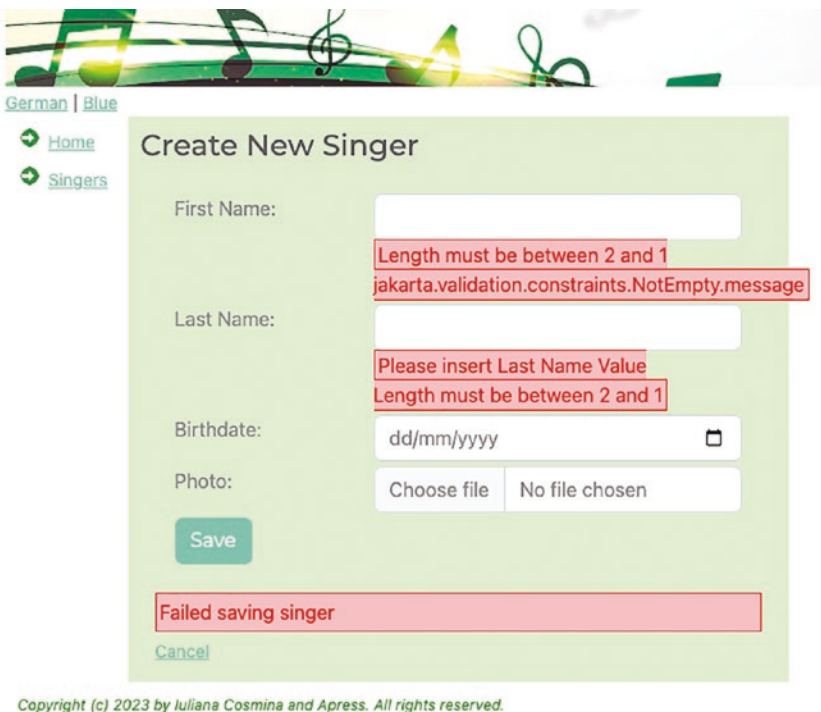 German | Blue
Home
Singers
Create New Singer
First Name:
Length must be between 2 and 1
jakarta.validation.constraints.NotEmpty.message
Last Name:
Please insert Last Name Value
Length must be between 2 and 1
Birthdate:
dd/mm/yyyy
Photo:
Choose file No file chosen
Save
Failed saving singer
Cancel
Copyright (c) 2023 by Iuliana Cosmina and Apress. All rights reserved.